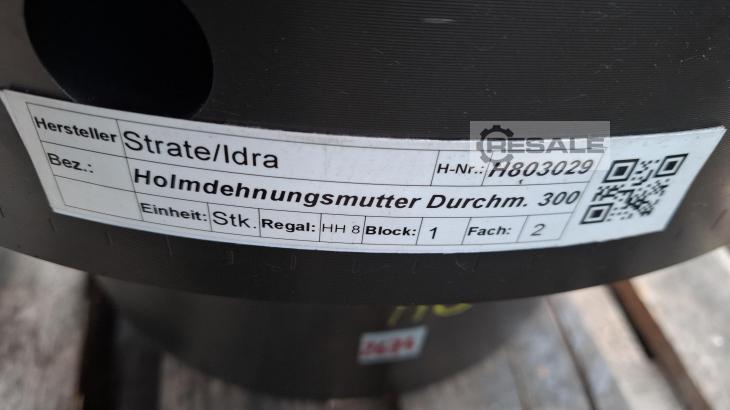 RESALE
Hersteller Strate/Idra H-Nr.: H803029
Bez.: Holmdehnungsmutter Durchm. 300
Einheit: Stk. Regal: HH 8 Block: 1 Fach: 2